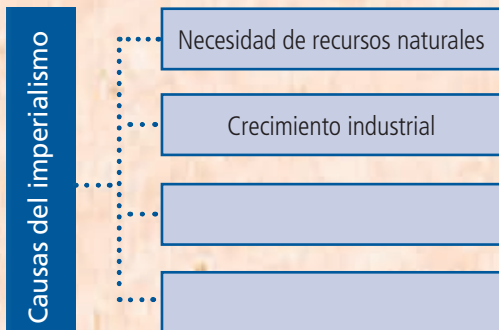 Causas del imperialismo
Necesidad de recursos naturales
Crecimiento industrial